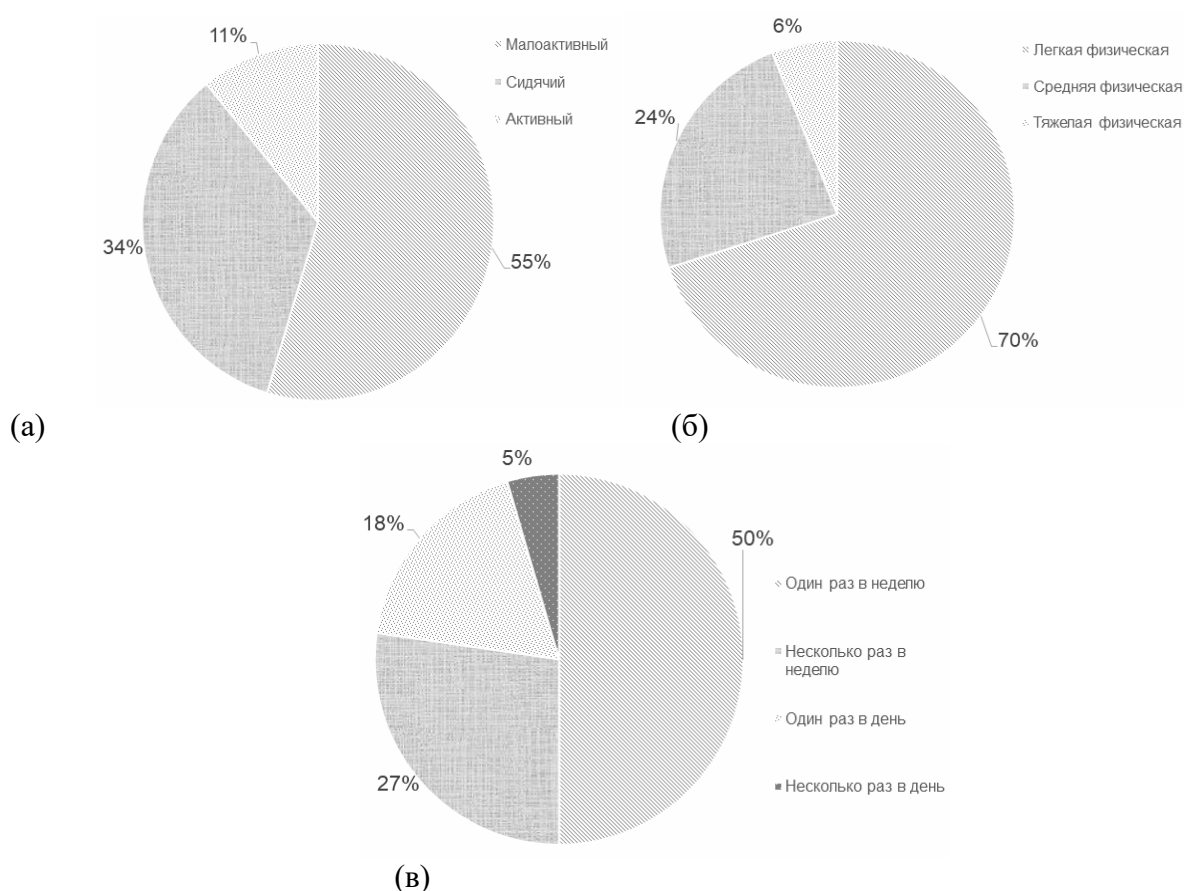 11%
Малоактивный
Сидячий
Активный
34%
55%
(а)
6%
Легкая физическая
Средняя физическая
Тяжелая физическая
24%
70%
(б)
5%
18%
50%
27%
Один раз в неделю
Несколько раз в
неделю
Один раз в день
Несколько раз в день
(в)